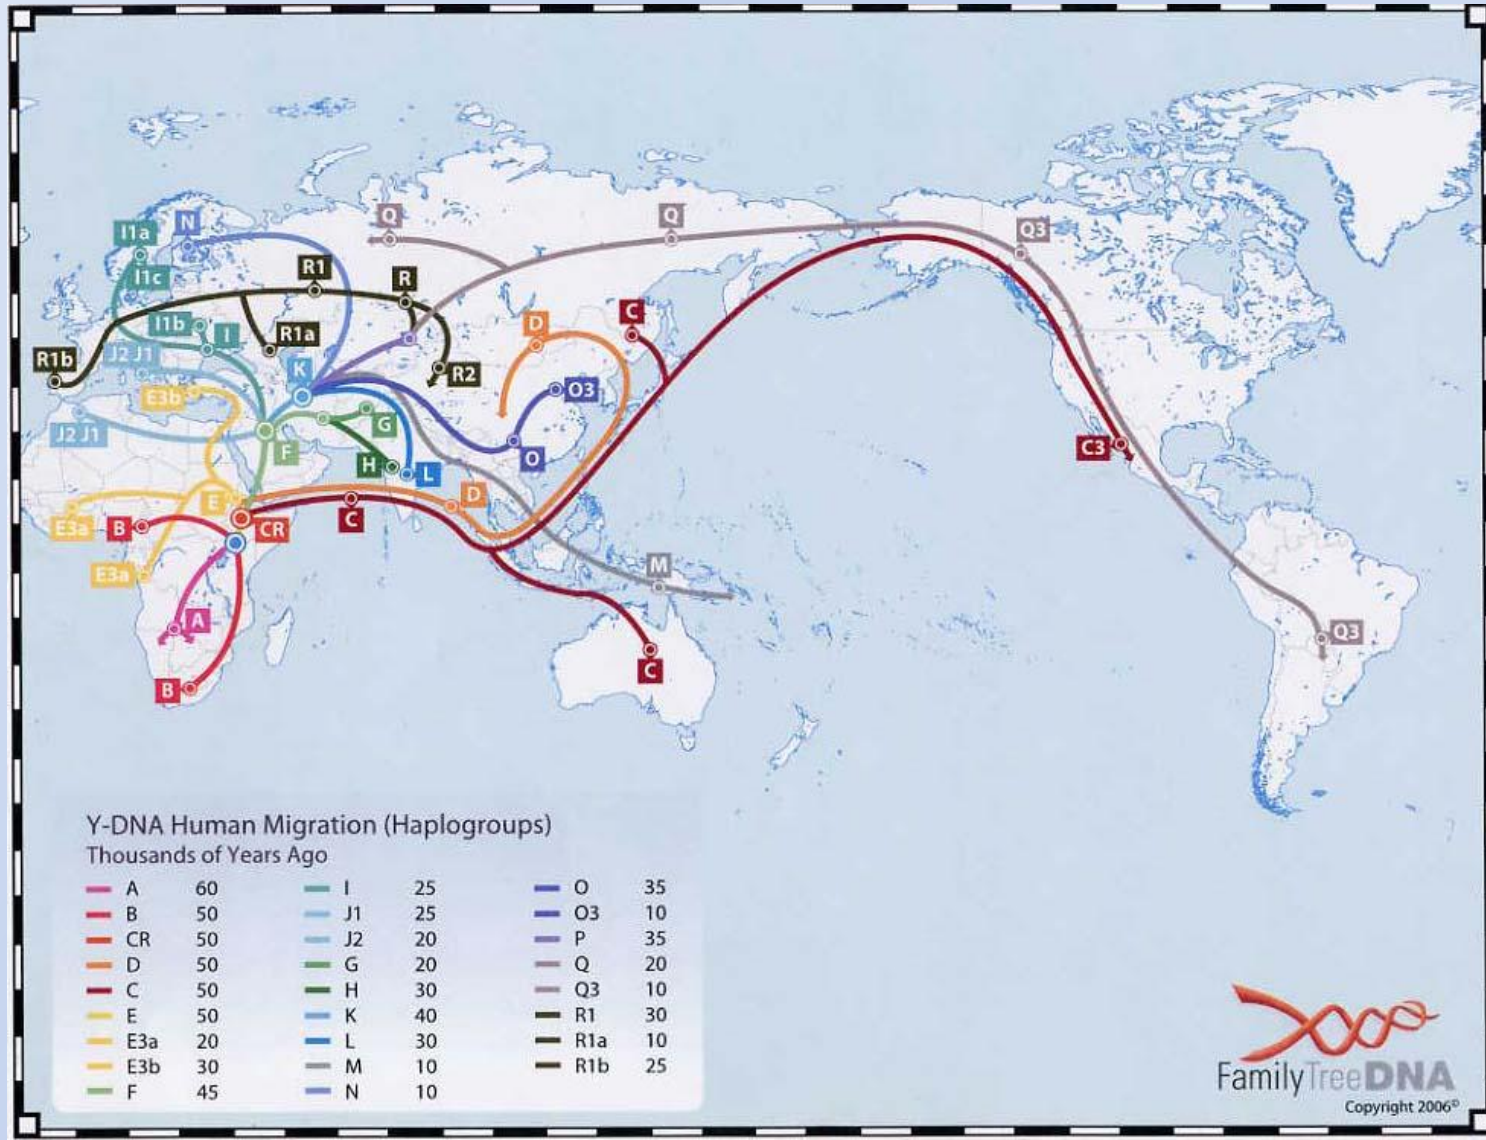 Q
Q
Q3
I1a
N
I1c
R1
R
C
D
I1b
I
R1a
J2 J1
R1b
K
R2
E3b
O3
G
J2 J1
F
O
C3
H
L
E
D
E3a
B
CR
C
E3a
M
A
Q3
C
B
Y-DNA Human Migration (Haplogroups)
Thousands of Years Ago
A 60 I 25 O 35
B 50 J1 25 O3 10
CR 50 J2 20 P 35
D 50 G 20 Q 20
C 50 H 30 Q3 10
E 50 K 40 R1 30
E3a 20 L 30 R1a 10
E3b 30 M 10 R1b 25
F 45 N 10
FamilyTreeDNA
Copyright 2006©